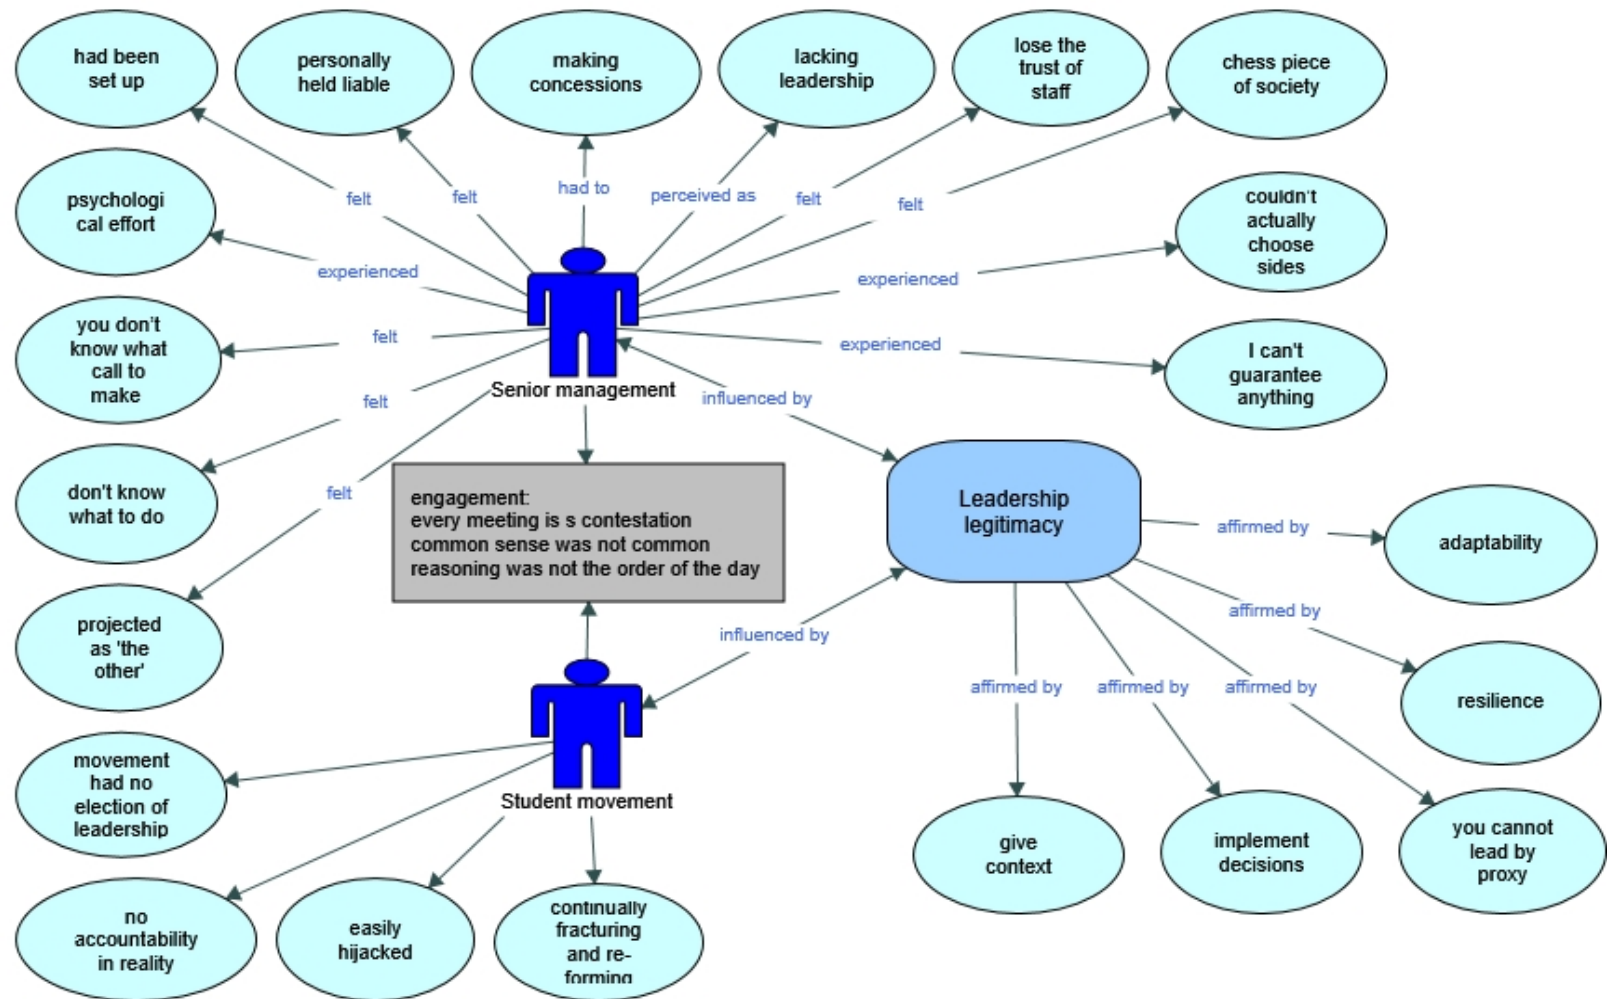 had been
set up
personally
held liable
making
concessions
lacking
leadership
lose the
trust of
staff
chess piece
of society
felt
felt
had to
perceived as
felt
felt
psychologi
cal effort
couldn't
actually
choose
sides
experienced
experienced
you don't
know what
call to
make
felt
experienced
I can't
guarantee
anything
Senior management
felt
influenced by
don't know
what to do
felt
engagement:
every meeting is s contestation
common sense was not common
reasoning was not the order of the day
Leadership
legitimacy
affirmed by
adaptability
projected
as 'the
other'
influenced by
affirmed by
affirmed by
affirmed by
affirmed by
resilience
movement
had no
election of
leadership
Student movement
give
context
implement
decisions
you cannot
lead by
proxy
no
accountability
in reality
easily
hijacked
continually
fracturing
and re-
forming